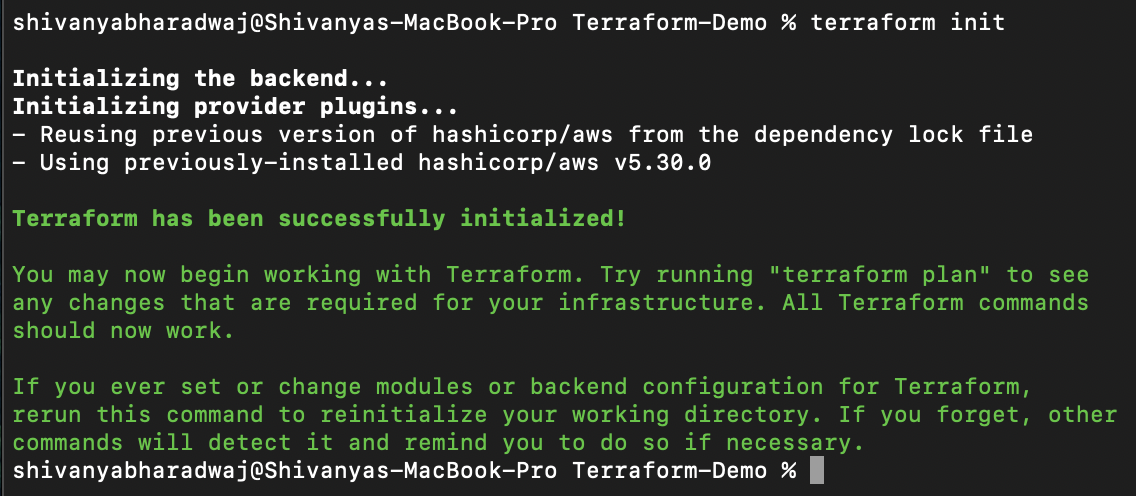 shivanyabharadwaj@Shivanyas-MacBook-Pro Terraform-Demo % terraform init
Initializing the backend...
Initializing provider plugins...
- Reusing previous version of hashicorp/aws from the dependency lock file
- Using previously-installed hashicorp/aws v5.30.0
Terraform has been successfully initialized!
You may now begin working with Terraform. Try running "terraform plan" to see
any changes that are required for your infrastructure. All Terraform commands
should now work.
If you ever set or change modules or backend configuration for Terraform,
rerun this command to reinitialize your working directory. If you forget, other
commands will detect it and remind you to do so if necessary.
shivanyabharadwaj@Shivanyas-MacBook-Pro Terraform-Demo %